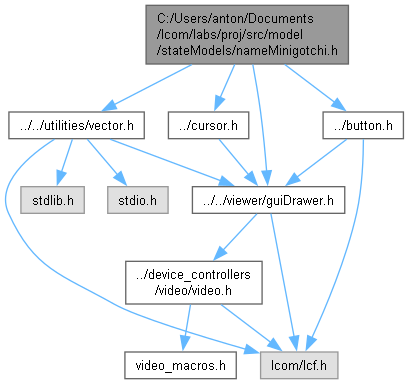 C:/Users/anton/Documents
/lcom/labs/proj/src/model
/stateModels/nameMinigotchi.h
../../utilities/vector.h
../cursor.h
../button.h
stdlib.h
stdio.h
../../viewer/guiDrawer.h
../device_controllers
/video/video.h
video_macros.h
lcom/lcf.h